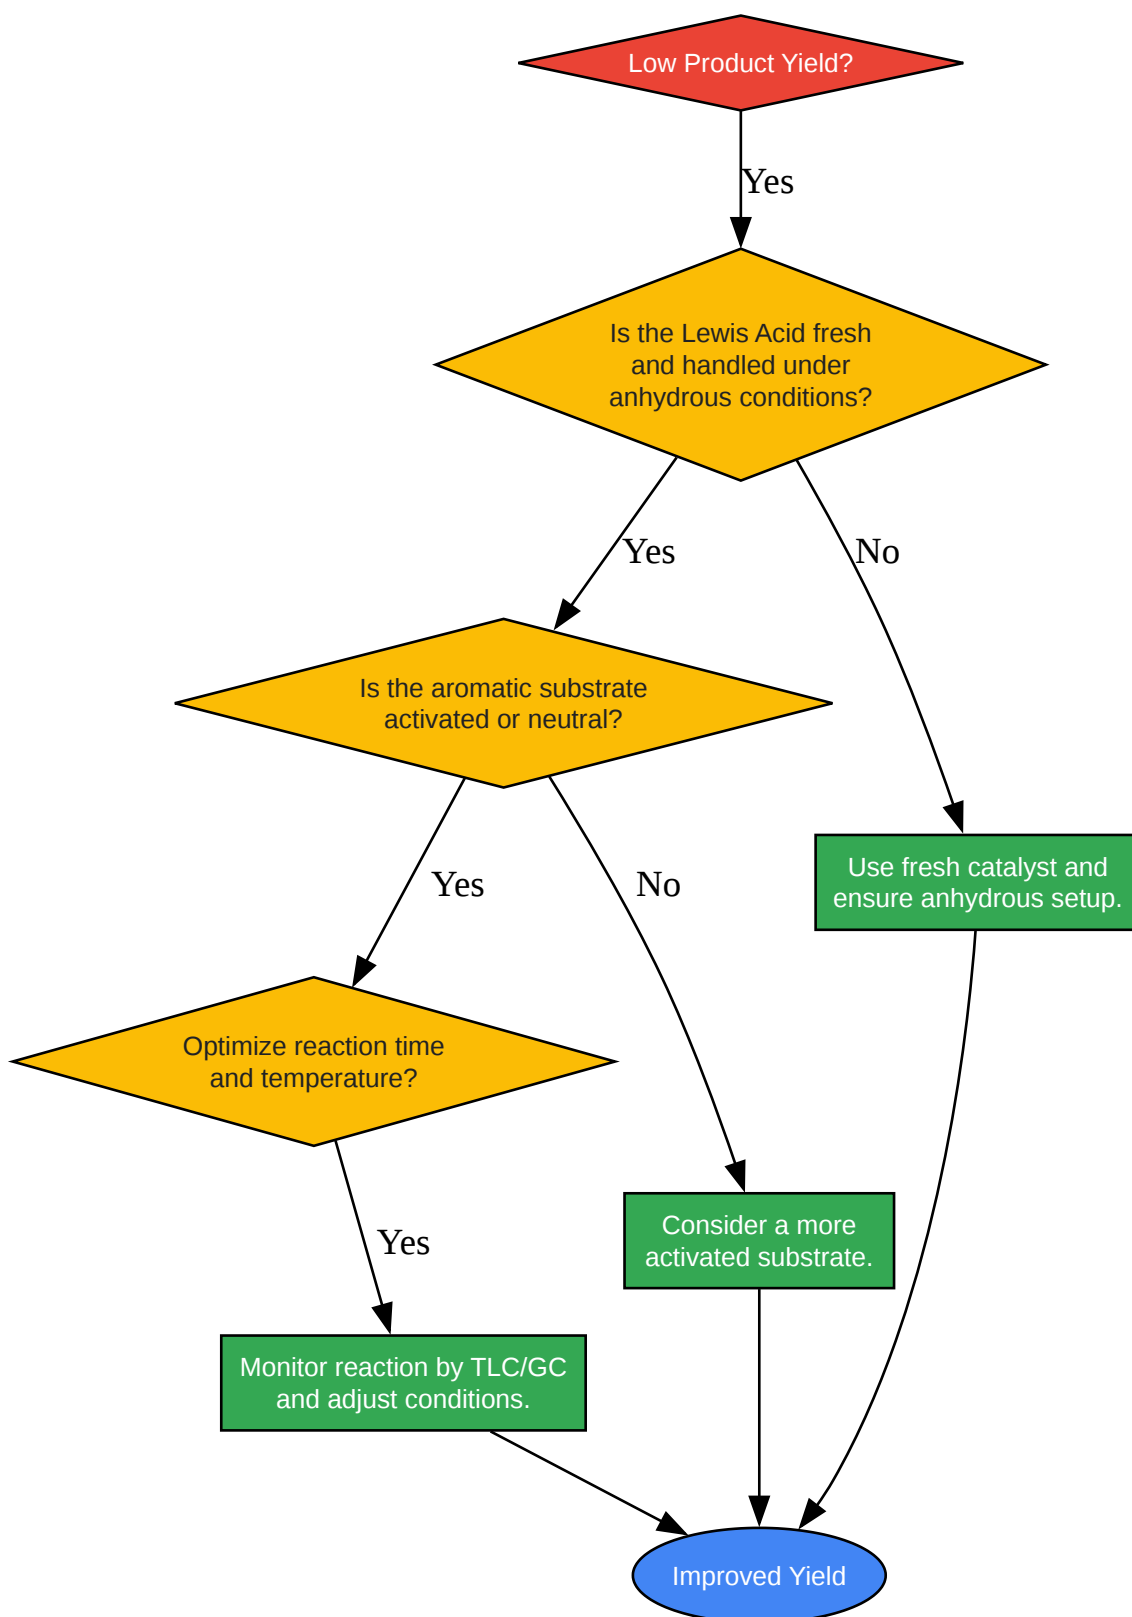 Low Product Yield?
Yes
Is the Lewis Acid fresh
and handled under
anhydrous conditions?
Yes
No
Is the aromatic substrate
activated or neutral?
Yes
No
Use fresh catalyst and
ensure anhydrous setup.
Optimize reaction time
and temperature?
Yes
Consider a more
activated substrate.
Monitor reaction by TLC/GC
and adjust conditions.
Improved Yield